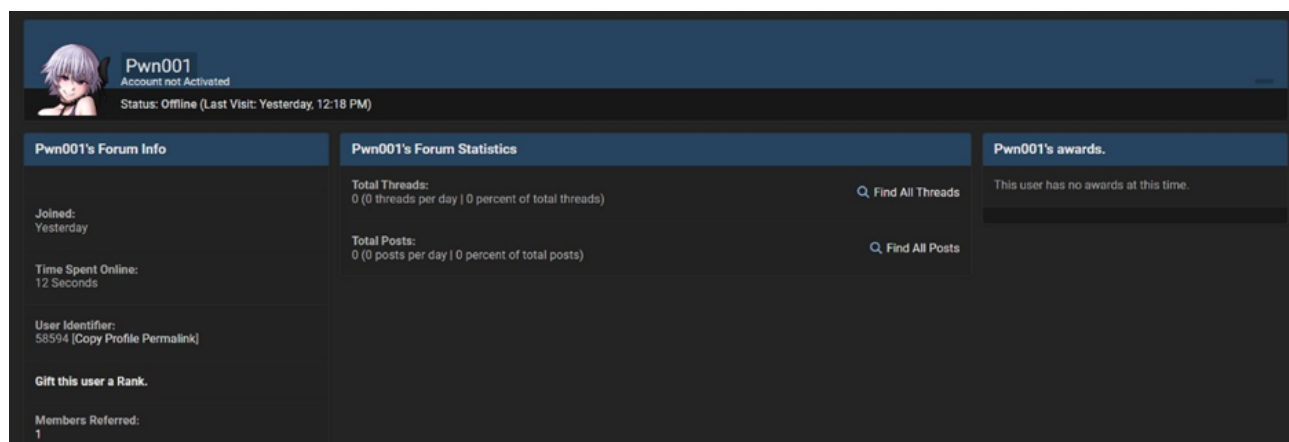 Pwn001
Account not Activated
Status: Offline (Last Visit: Yesterday, 12:18 PM)
Pwn001's Forum Info
Joined:
Yesterday
Time Spent Online:
12 Seconds
User Identifier:
58594 [Copy Profile Permalink]
Gift this user a Rank.
Members Referred:
1
Pwn001's Forum Statistics
Total Threads:
0 (0 threads per day | 0 percent of total threads)
Find All Threads
Total Posts:
0 (0 posts per day | 0 percent of total posts)
Find All Posts
Pwn001's awards.
This user has no awards at this time.